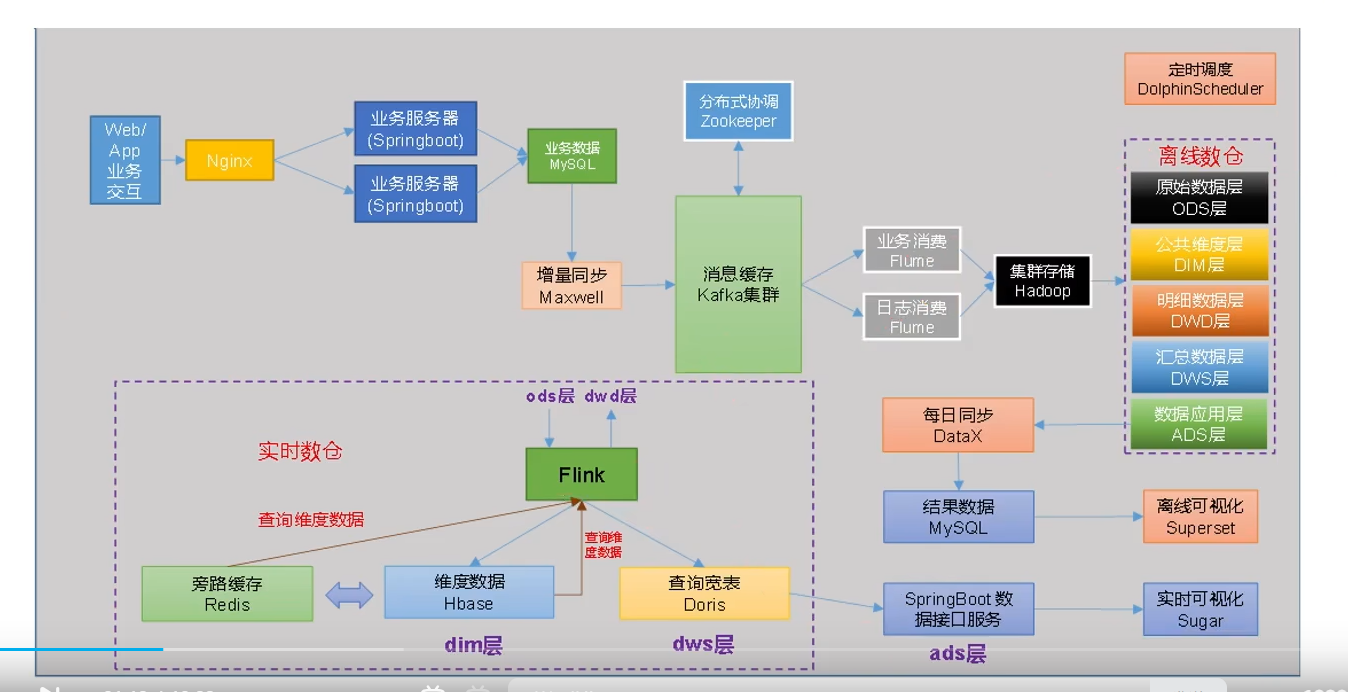 定时调度
DolphinScheduler
分布式协调
Zookeeper
Web/
App
业务
交互
Nginx
业务服务器
(Springboot)
业务服务器
(Springboot)
业务数据
MySQL
离线数仓
原始数据层
ODS层
公共维度层
DIM层
明细数据层
DWD层
汇总数据层
DWS层
数据应用层
ADS层
增量同步
Maxwell
消息缓存
Kafka集群
业务消费
Flume
日志消费
Flume
集群存储
Hadoop
ods层 dwd层
实时数仓
Flink
查询维度数据
查询维
度数据
旁路缓存
Redis
维度数据
Hbase
查询宽表
Doris
dim层
dws层
每日同步
DataX
结果数据
MySQL
离线可视化
Superset
SpringBoot 数
据接口服务
实时可视化
Sugar
ads层